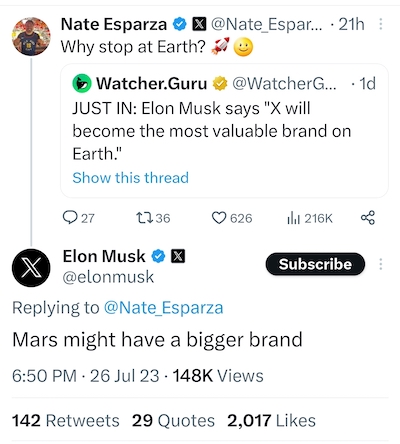 Nate Esparza @Nate_Espar... · 21h
Why stop at Earth? 🚀🙂
Watcher.Guru @WatcherG... · 1d
JUST IN: Elon Musk says "X will
become the most valuable brand on
Earth."
Show this thread
27 36 626 216K
Elon Musk
Subscribe
@elonmusk
Replying to @Nate_Esparza
Mars might have a bigger brand
6:50 PM · 26 Jul 23 · 148K Views
142 Retweets 29 Quotes 2,017 Likes